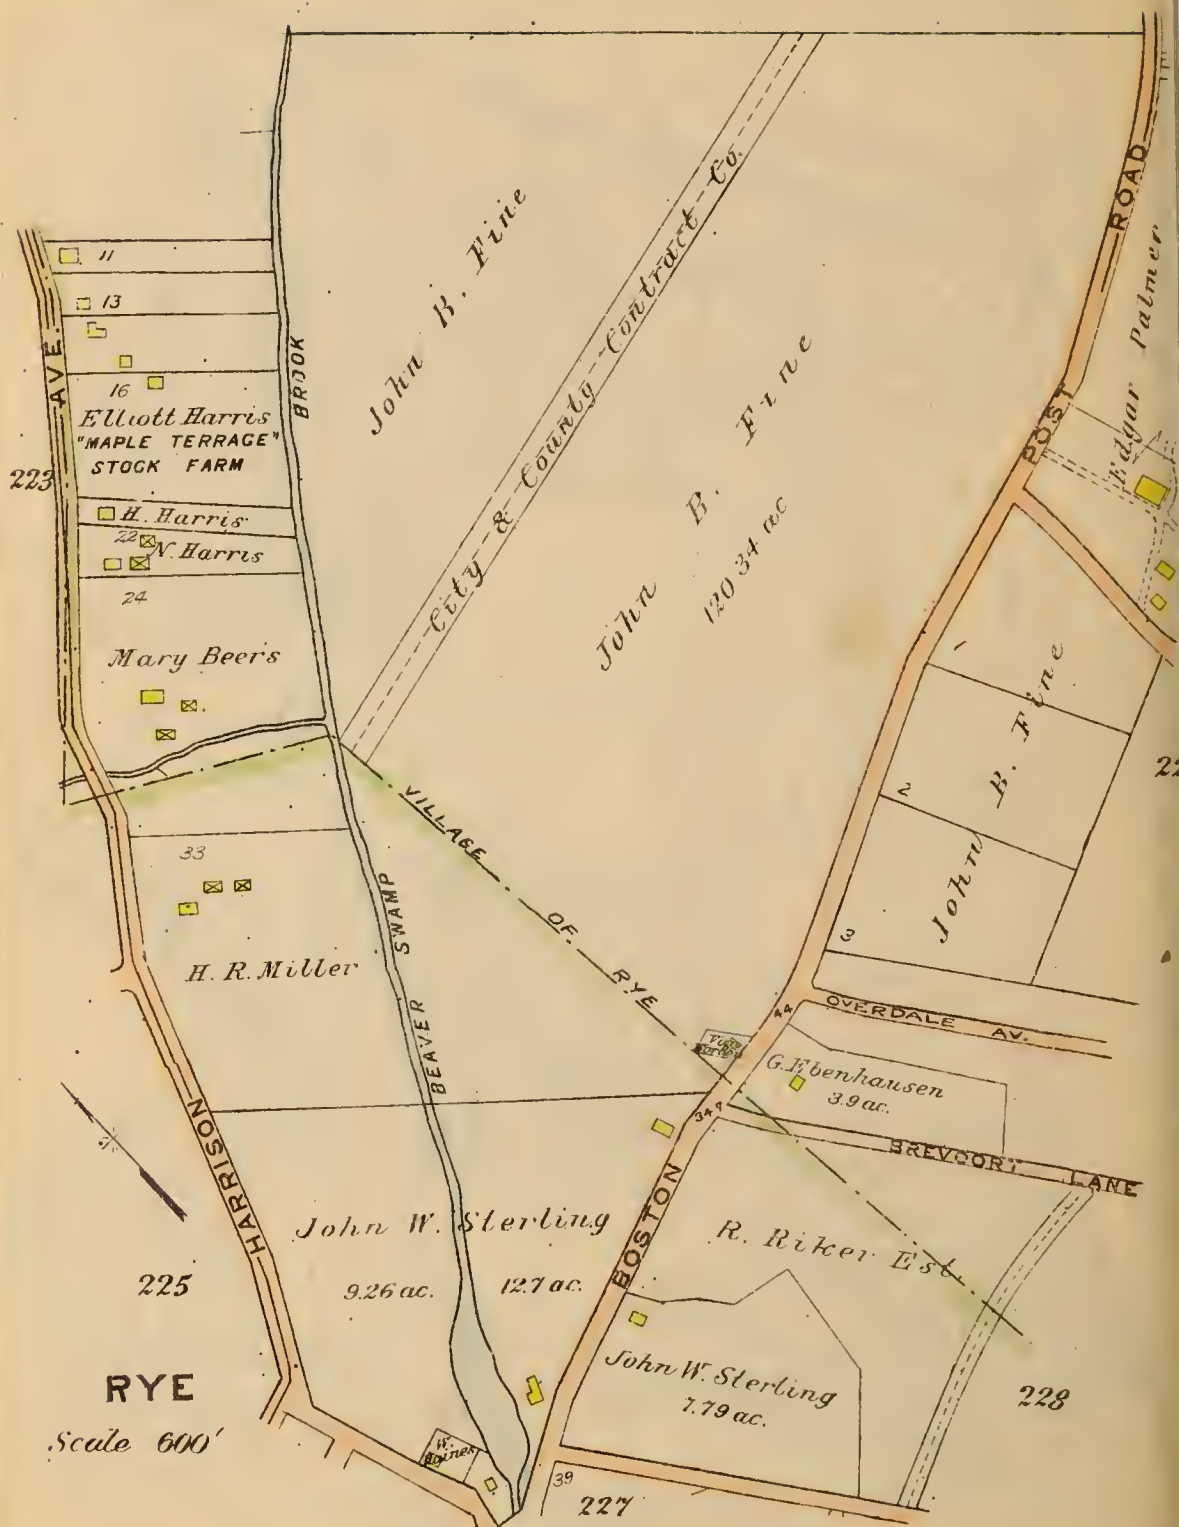 John B. Fine
City & County Contract Co.
John B. Fine
120 34 ac
POST ROAD
Edgar Palmer
11
13
AVE.
BROOK
16
Elliott Harris
"MAPLE TERRAGE"
STOCK FARM
223
H. Harris
22
N. Harris
24
Mary Beers
John B. Fine
22
2
3
VILLAGE OF RYE
33
H. R. Miller
BEAVER SWAMP
OVERDALE AV.
44
G. Ebenhausen
3.9 ac.
347
BREVOORT LANE
HARRISON
BOSTON
John W. Sterling
9.26 ac.
12.7 ac.
R. Riker Est.
225
John W. Sterling
7.79 ac.
228
RYE
Scale 600'
W. Haines
39
227